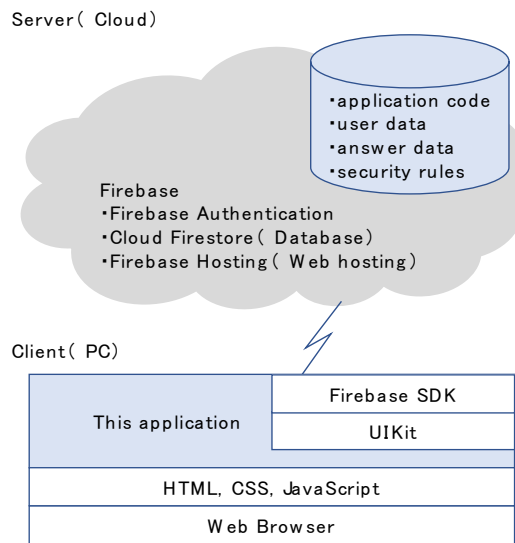 Server( Cloud)
・application code
・user data
・answer data
・security rules
Firebase
・Firebase Authentication
・Cloud Firestore( Database)
・Firebase Hosting( Web hosting)
Client( PC)
This application
Firebase SDK
UIKit
HTML, CSS, JavaScript
Web Browser